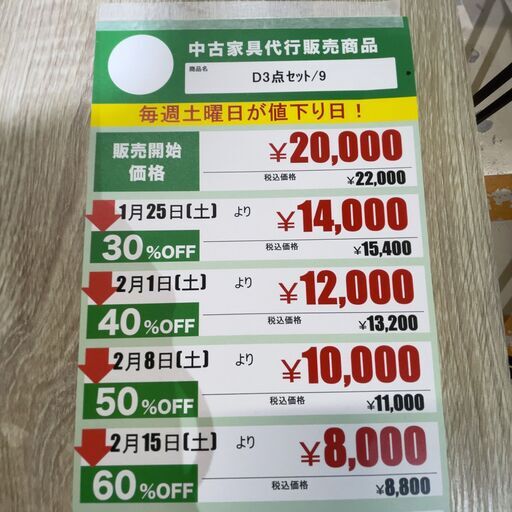 中古家具代行販売商品
商品名
D3点セット/9
毎週土曜日が値下り日！
販売開始
価格
¥20,000
税込価格 ¥22,000
1月25日(土) より
¥14,000
30%OFF
税込価格 ¥15,400
2月1日(土) より
¥12,000
40%OFF
税込価格 ¥13,200
2月8日(土) より
¥10,000
50%OFF
税込価格 ¥11,000
2月15日(土) より
¥8,000
60%OFF
税込価格 ¥8,800